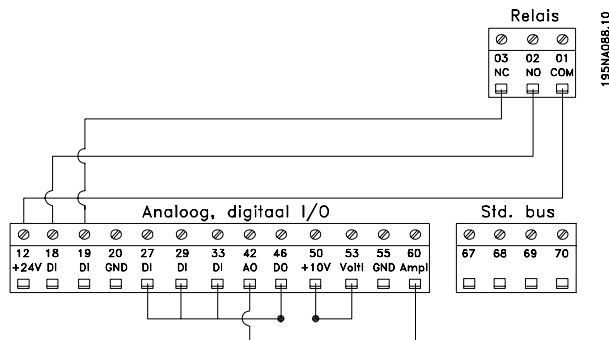 Relais
03 02 01
NC NO COM
195NA088.10
Analoog, digitaal I/O
12 18 19 20 27 29 33 42 46 50 53 55 60
+24V DI DI GND DI DI DI AO DO +10V Volti GND Ampl
Std. bus
67 68 69 70